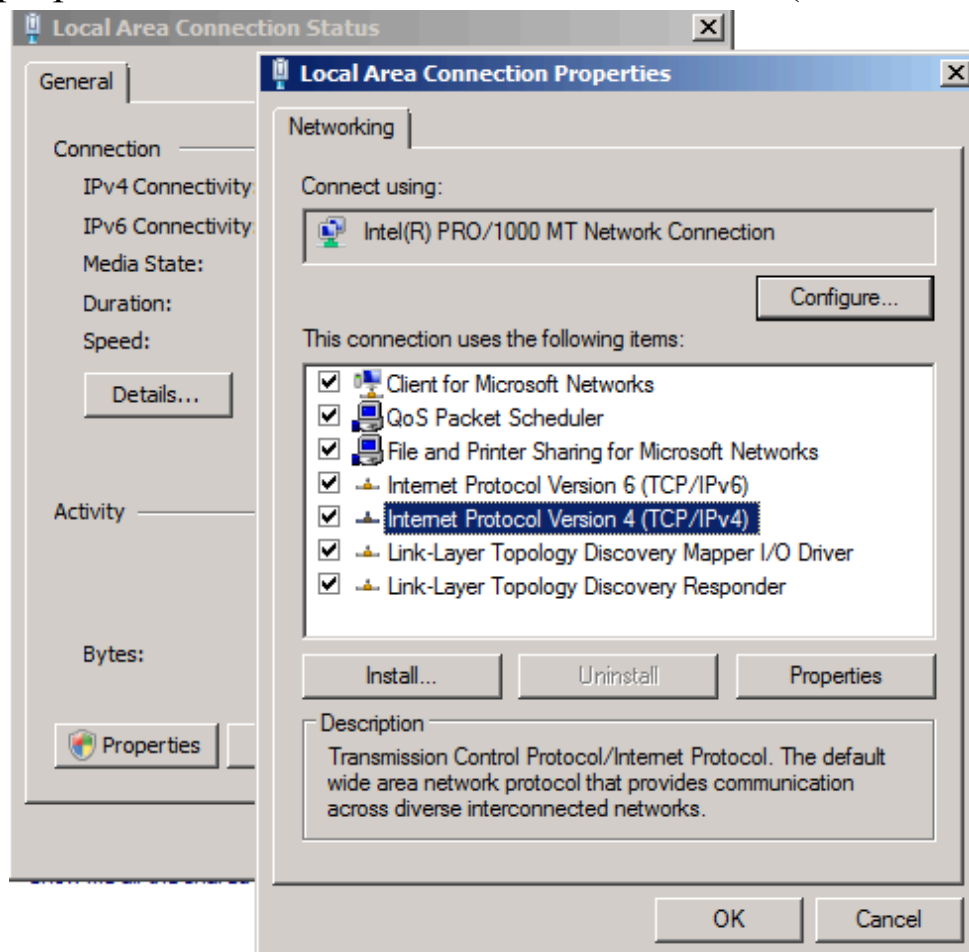 Local Area Connection Status
General
Connection
IPv4 Connectivity:
IPv6 Connectivity:
Media State:
Duration:
Speed:
Details...
Activity
Bytes:
Properties
Local Area Connection Properties
Networking
Connect using:
Intel(R) PRO/1000 MT Network Connection
Configure...
This connection uses the following items:
Client for Microsoft Networks
QoS Packet Scheduler
File and Printer Sharing for Microsoft Networks
Internet Protocol Version 6 (TCP/IPv6)
Internet Protocol Version 4 (TCP/IPv4)
Link-Layer Topology Discovery Mapper I/O Driver
Link-Layer Topology Discovery Responder
Install...
Uninstall
Properties
Description
Transmission Control Protocol/Internet Protocol. The default
wide area network protocol that provides communication
across diverse interconnected networks.
OK
Cancel